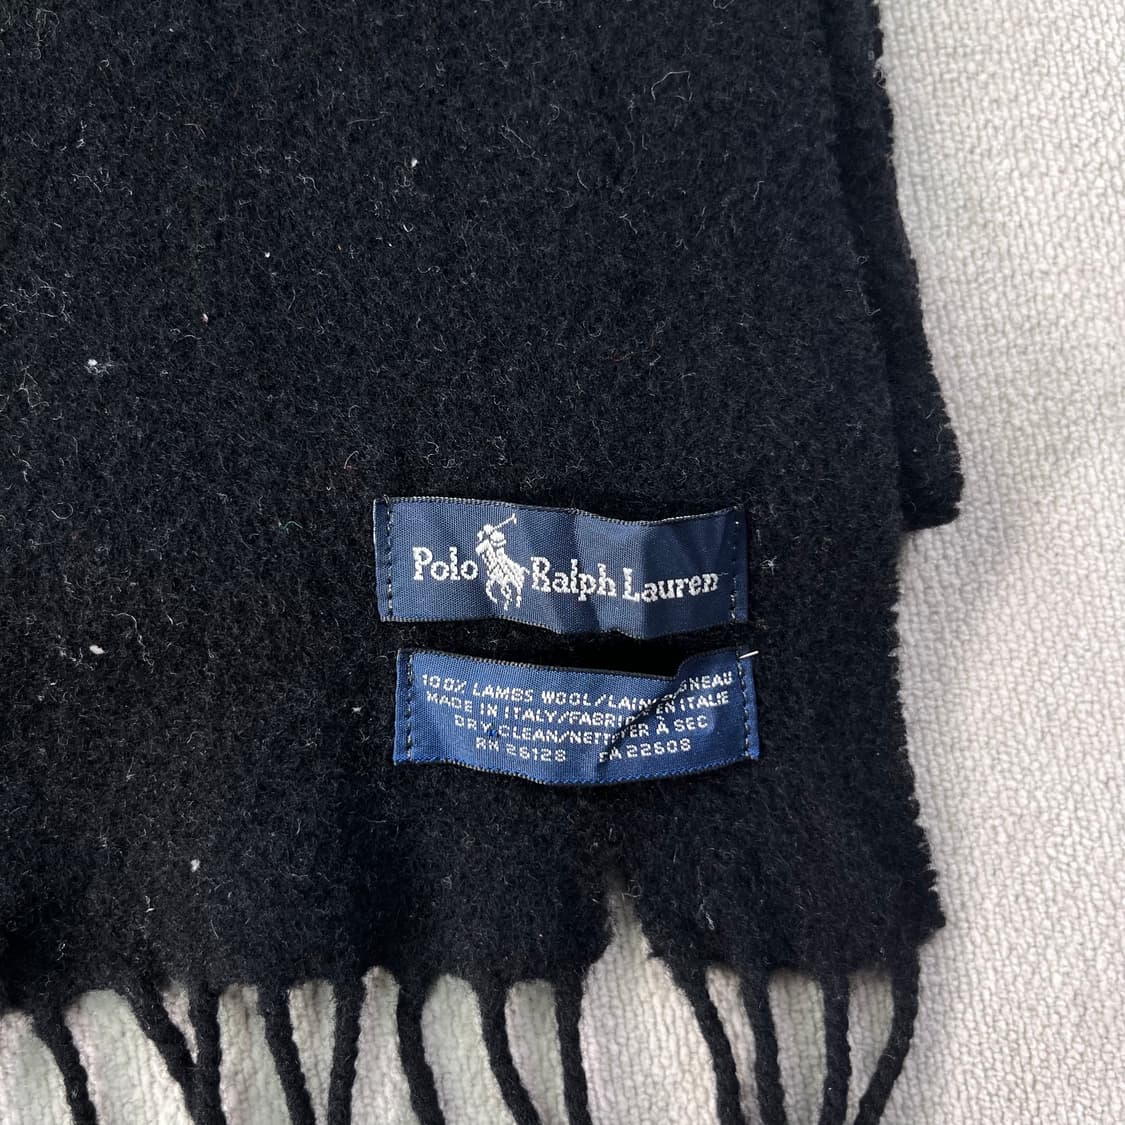 Polo Ralph Lauren
100% LAMBS WOOL/LAINE
MADE IN ITALY/FABRIQUE EN ITALIE
DRY CLEAN/NETTOYER À SEC
RN 26128 CA 22608